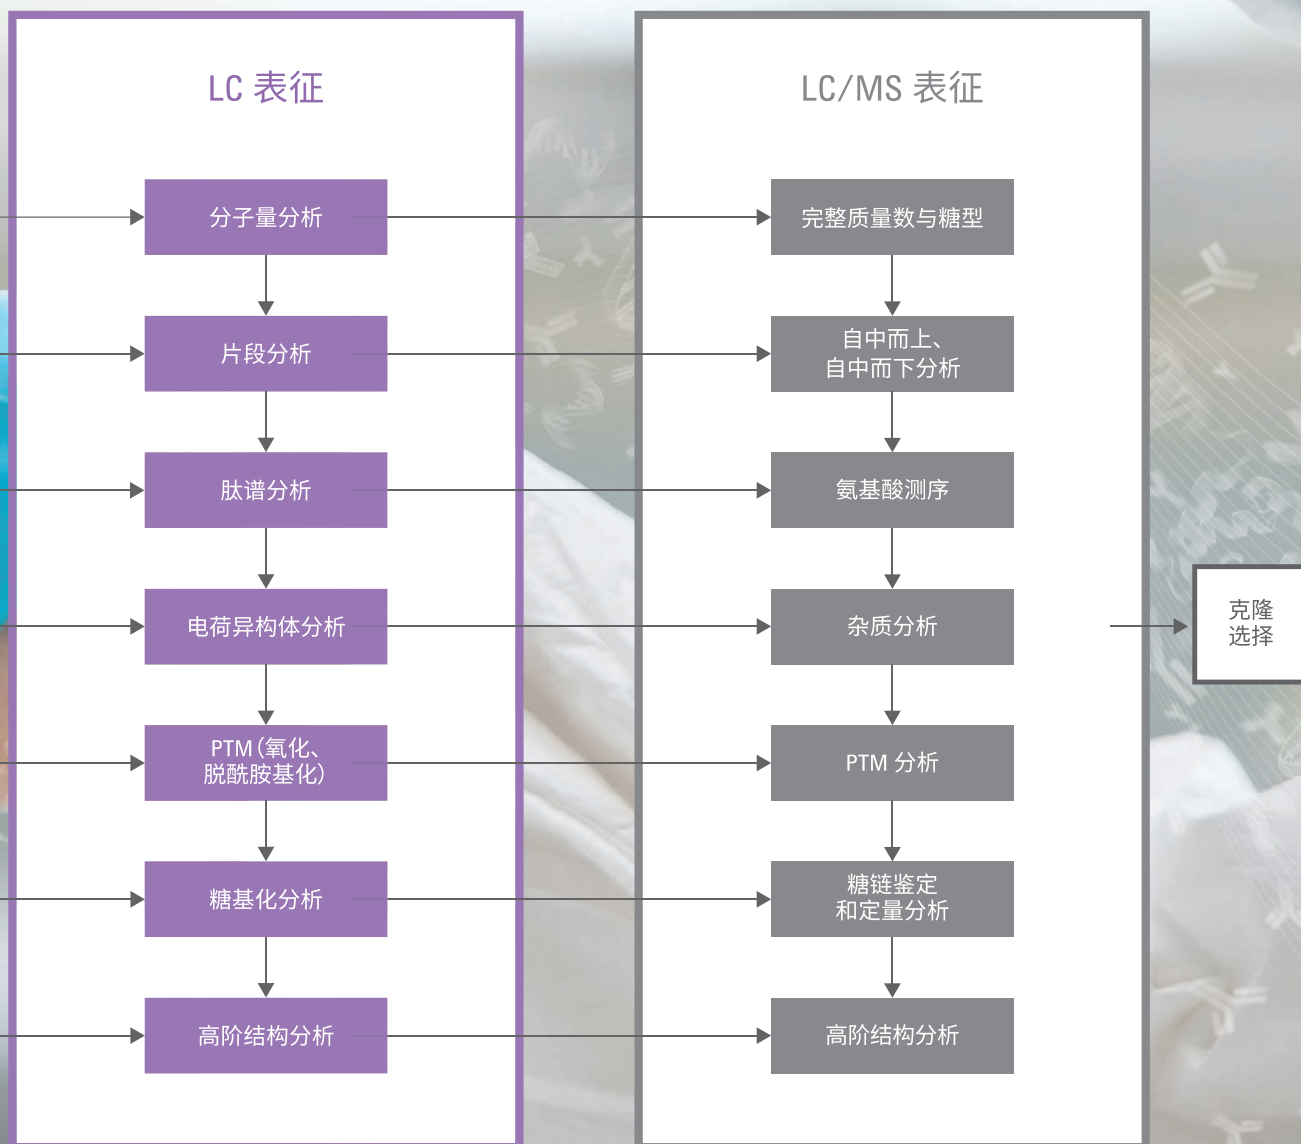 LC 表征
分子量分析
片段分析
肽谱分析
电荷异构体分析
PTM（氧化、
脱酰胺基化）
糖基化分析
高阶结构分析
LC/MS 表征
完整质量数与糖型
自中而上、
自中而下分析
氨基酸测序
杂质分析
PTM 分析
糖链鉴定
和定量分析
高阶结构分析
克隆
选择